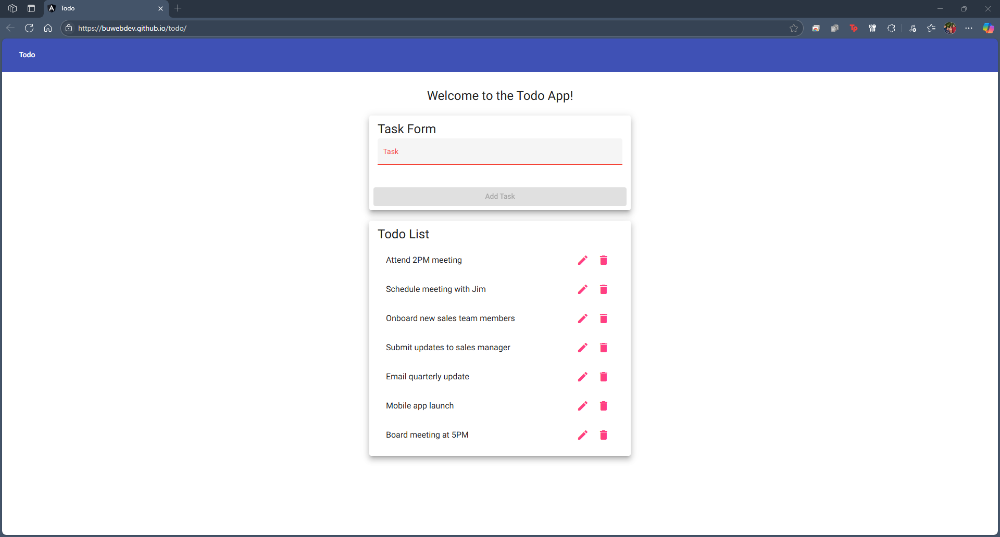 Todo
https://buwebdev.github.io/todo/
Todo
Welcome to the Todo App!
Task Form
Task
Add Task
Todo List
Attend 2PM meeting
Schedule meeting with Jim
Onboard new sales team members
Submit updates to sales manager
Email quarterly update
Mobile app launch
Board meeting at 5PM